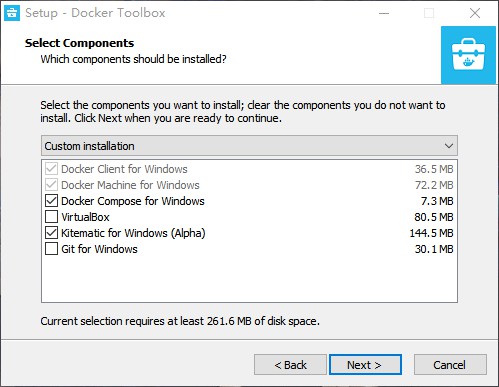 Setup - Docker Toolbox
Select Components
Which components should be installed?
Select the components you want to install; clear the components you do not want to
install. Click Next when you are ready to continue.
Custom installation
Docker Client for Windows 36.5 MB
Docker Machine for Windows 72.2 MB
Docker Compose for Windows 7.3 MB
VirtualBox 80.5 MB
Kitematic for Windows (Alpha) 144.5 MB
Git for Windows 30.1 MB
Current selection requires at least 261.6 MB of disk space.
< Back Next > Cancel